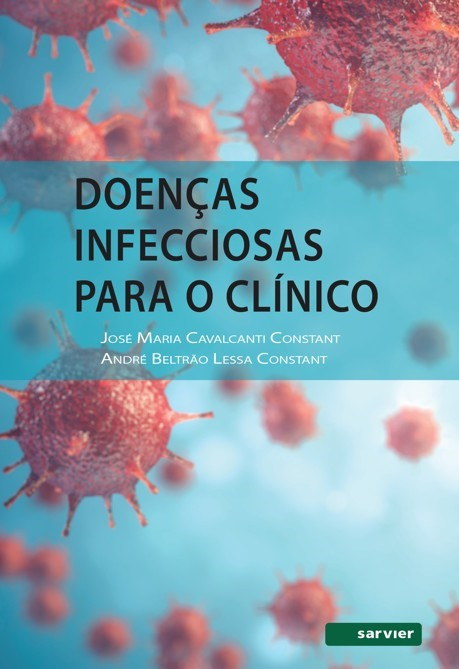 DOENÇAS
INFECCIOSAS
PARA O CLÍNICO
JOSÉ MARIA CAVALCANTI CONSTANT
ANDRÉ BELTRÃO LESSA CONSTANT
sarvier